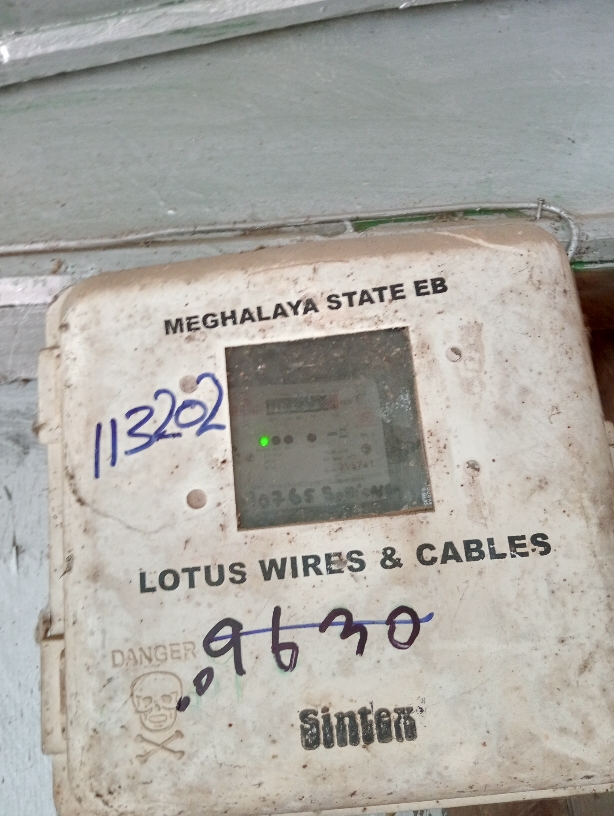 MEGHALAYA STATE EB
113202
LOTUS WIRES & CABLES
9630
DANGER
Sintex